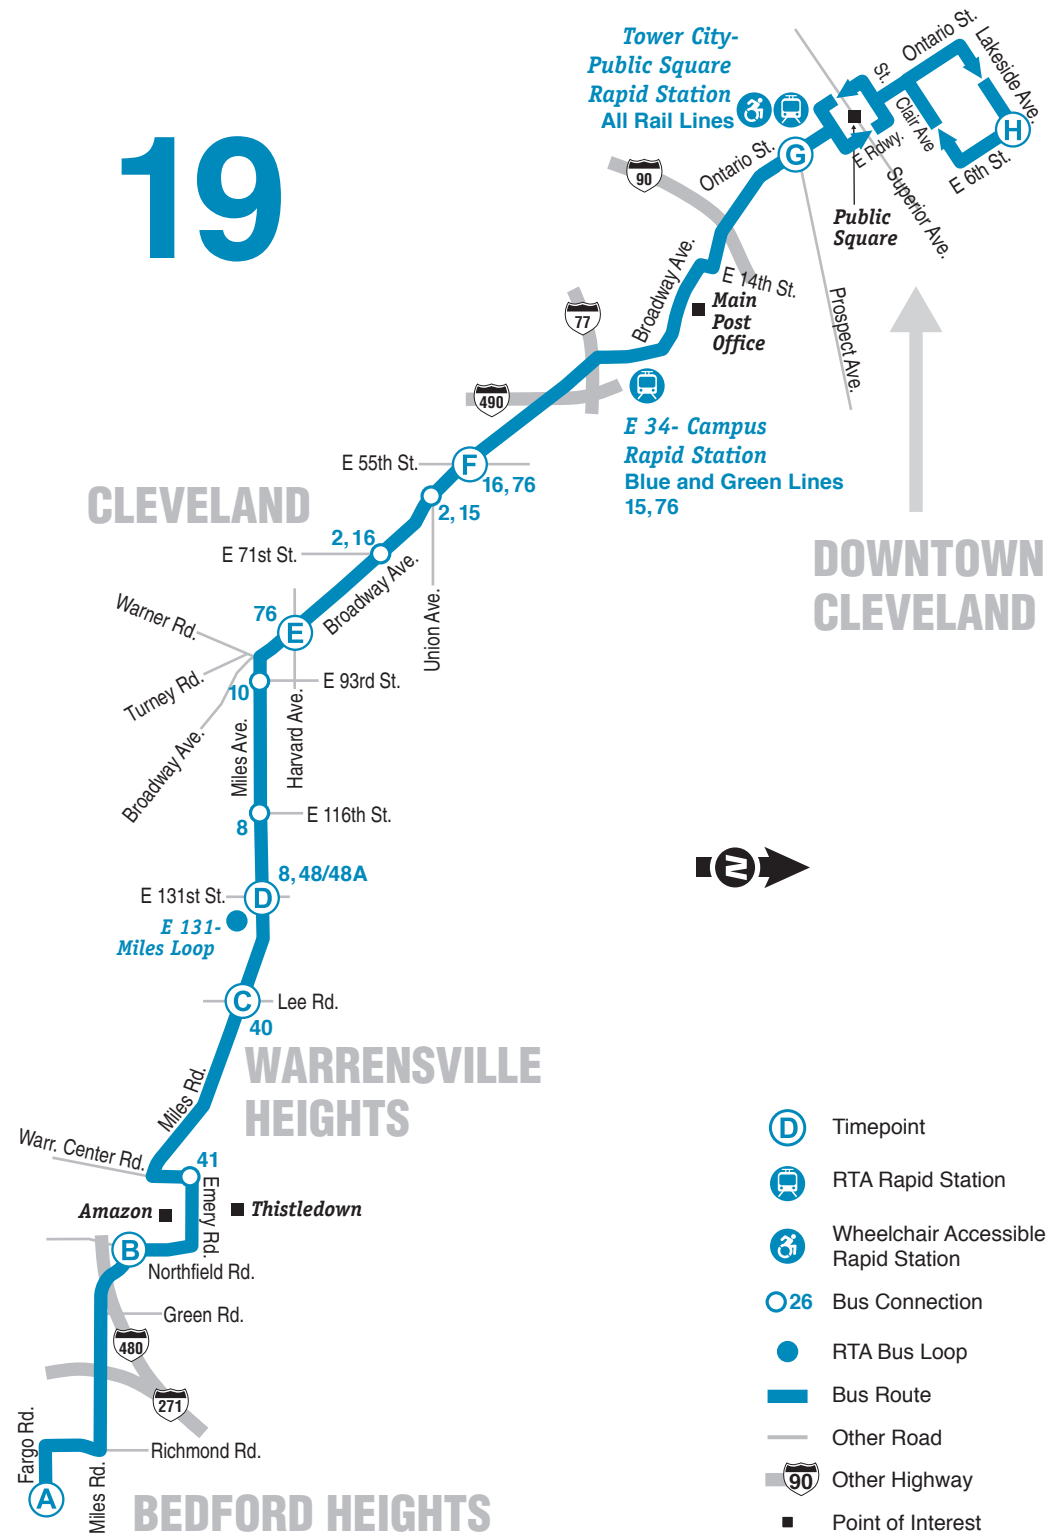 19
Tower City-
Public Square
Rapid Station
All Rail Lines
Ontario St.
Lakeside Ave.
St.
Clair Ave
H
E 6th St.
E Rdwy.
Superior Ave.
G
Ontario St.
90
Public
Square
Broadway Ave.
E 14th St.
Main
Post
Office
Prospect Ave.
77
490
E 34- Campus
Rapid Station
Blue and Green Lines
15,76
E 55th St.
F
16,76
CLEVELAND
2,15
2,16
E 71st St.
Broadway Ave.
Union Ave.
DOWNTOWN
CLEVELAND
Warner Rd.
76
E
Turney Rd.
10
E 93rd St.
Broadway Ave.
Miles Ave.
Harvard Ave.
8
E 116th St.
N
8,48/48A
E 131st St.
D
E 131-
Miles Loop
C
Lee Rd.
40
WARRENSVILLE
HEIGHTS
Miles Rd.
Warr. Center Rd.
41
Emery Rd.
Amazon
Thistledown
B
Northfield Rd.
Green Rd.
480
271
Fargo Rd.
Richmond Rd.
A
Miles Rd.
BEDFORD HEIGHTS
D Timepoint
RTA Rapid Station
Wheelchair Accessible
Rapid Station
26 Bus Connection
RTA Bus Loop
Bus Route
Other Road
90 Other Highway
Point of Interest